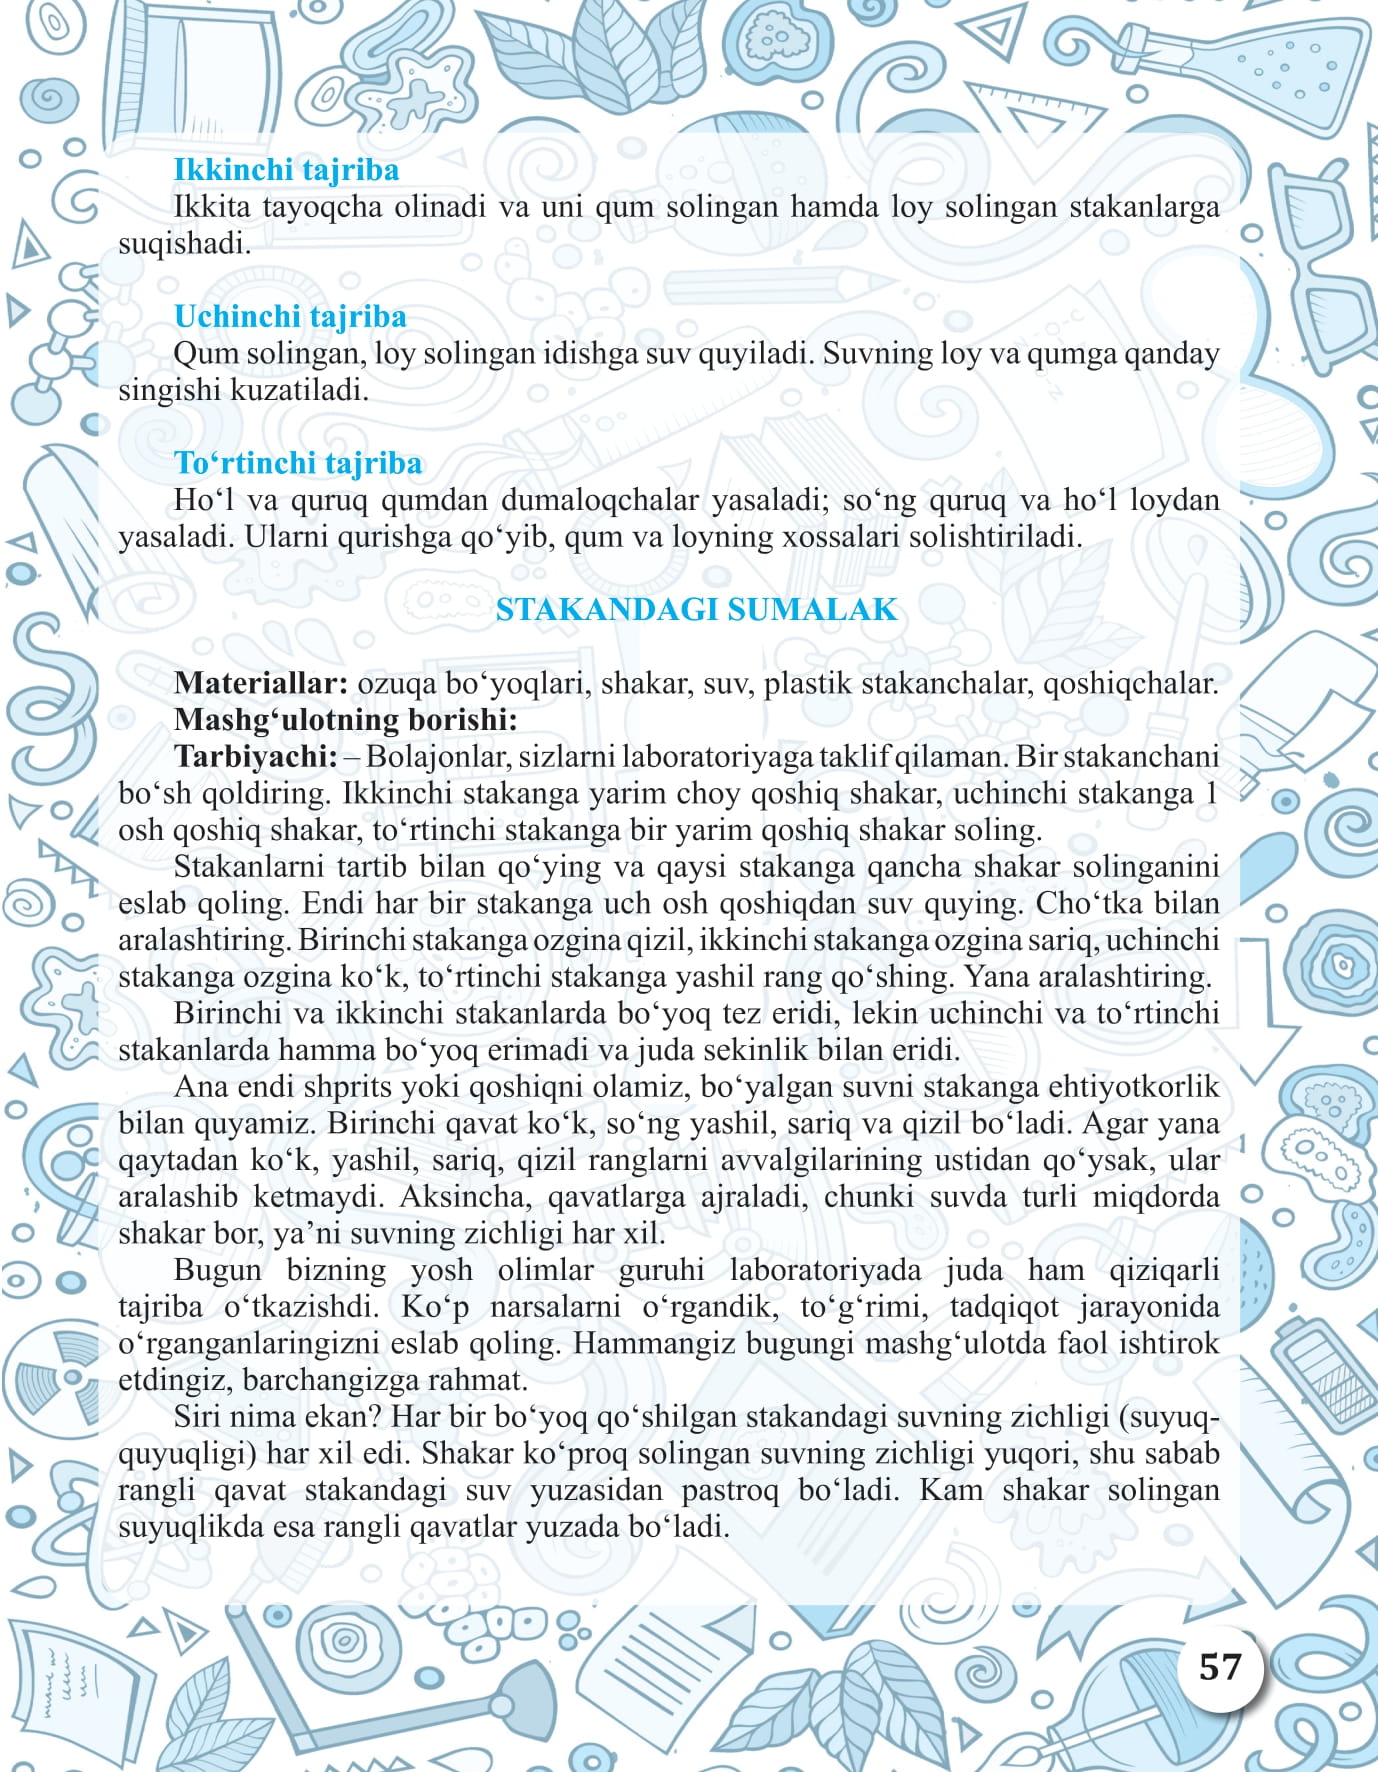 Ikkinchi tajriba
Ikkita tayoqcha olinadi va uni qum solingan hamda loy solingan stakanlarga
suqishadi.
Uchinchi tajriba
Qum solingan, loy solingan idishga suv quyiladi. Suvning loy va qumga qanday
singishi kuzatiladi.
To‘rtinchi tajriba
Ho‘l va quruq qumdan dumaloqchalar yasaladi; so‘ng quruq va ho‘l loydan
yasaladi. Ularni qurishga qo‘yib, qum va loyning xossalari solishtiriladi.
STAKANDAGI SUMALAK
Materiallar: ozuqa bo‘yoqlari, shakar, suv, plastik stakanchalar, qoshiqchalar.
Mashg‘ulotning borishi:
Tarbiyachi: – Bolajonlar, sizlarni laboratoriyaga taklif qilaman. Bir stakanchani
bo‘sh qoldiring. Ikkinchi stakanga yarim choy qoshiq shakar, uchinchi stakanga 1
osh qoshiq shakar, to‘rtinchi stakanga bir yarim qoshiq shakar soling.
Stakanlarni tartib bilan qo‘ying va qaysi stakanga qancha shakar solinganini
eslab qoling. Endi har bir stakanga uch osh qoshiqdan suv quying. Cho‘tka bilan
aralashtiring. Birinchi stakanga ozgina qizil, ikkinchi stakanga ozgina sariq, uchinchi
stakanga ozgina ko‘k, to‘rtinchi stakanga yashil rang qo‘shing. Yana aralashtiring.
Birinchi va ikkinchi stakanlarda bo‘yoq tez eridi, lekin uchinchi va to‘rtinchi
stakanlarda hamma bo‘yoq erimadi va juda sekinlik bilan eridi.
Ana endi shprits yoki qoshiqni olamiz, bo‘yalgan suvni stakanga ehtiyotkorlik
bilan quyamiz. Birinchi qavat ko‘k, so‘ng yashil, sariq va qizil bo‘ladi. Agar yana
qaytadan ko‘k, yashil, sariq, qizil ranglarni avvalgilarining ustidan qo‘ysak, ular
aralashib ketmaydi. Aksincha, qavatlarga ajraladi, chunki suvda turli miqdorda
shakar bor, ya’ni suvning zichligi har xil.
Bugun bizning yosh olimlar guruhi laboratoriyada juda ham qiziqarli
tajriba o‘tkazishdi. Ko‘p narsalarni o‘rgandik, to‘g‘rimi, tadqiqot jarayonida
o‘rganganlaringizni eslab qoling. Hammangiz bugungi mashg‘ulotda faol ishtirok
etdingiz, barchangizga rahmat.
Siri nima ekan? Har bir bo‘yoq qo‘shilgan stakandagi suvning zichligi (suyuq-
quyuqligi) har xil edi. Shakar ko‘proq solingan suvning zichligi yuqori, shu sabab
rangli qavat stakandagi suv yuzasidan pastroq bo‘ladi. Kam shakar solingan
suyuqlikda esa rangli qavatlar yuzada bo‘ladi.
57